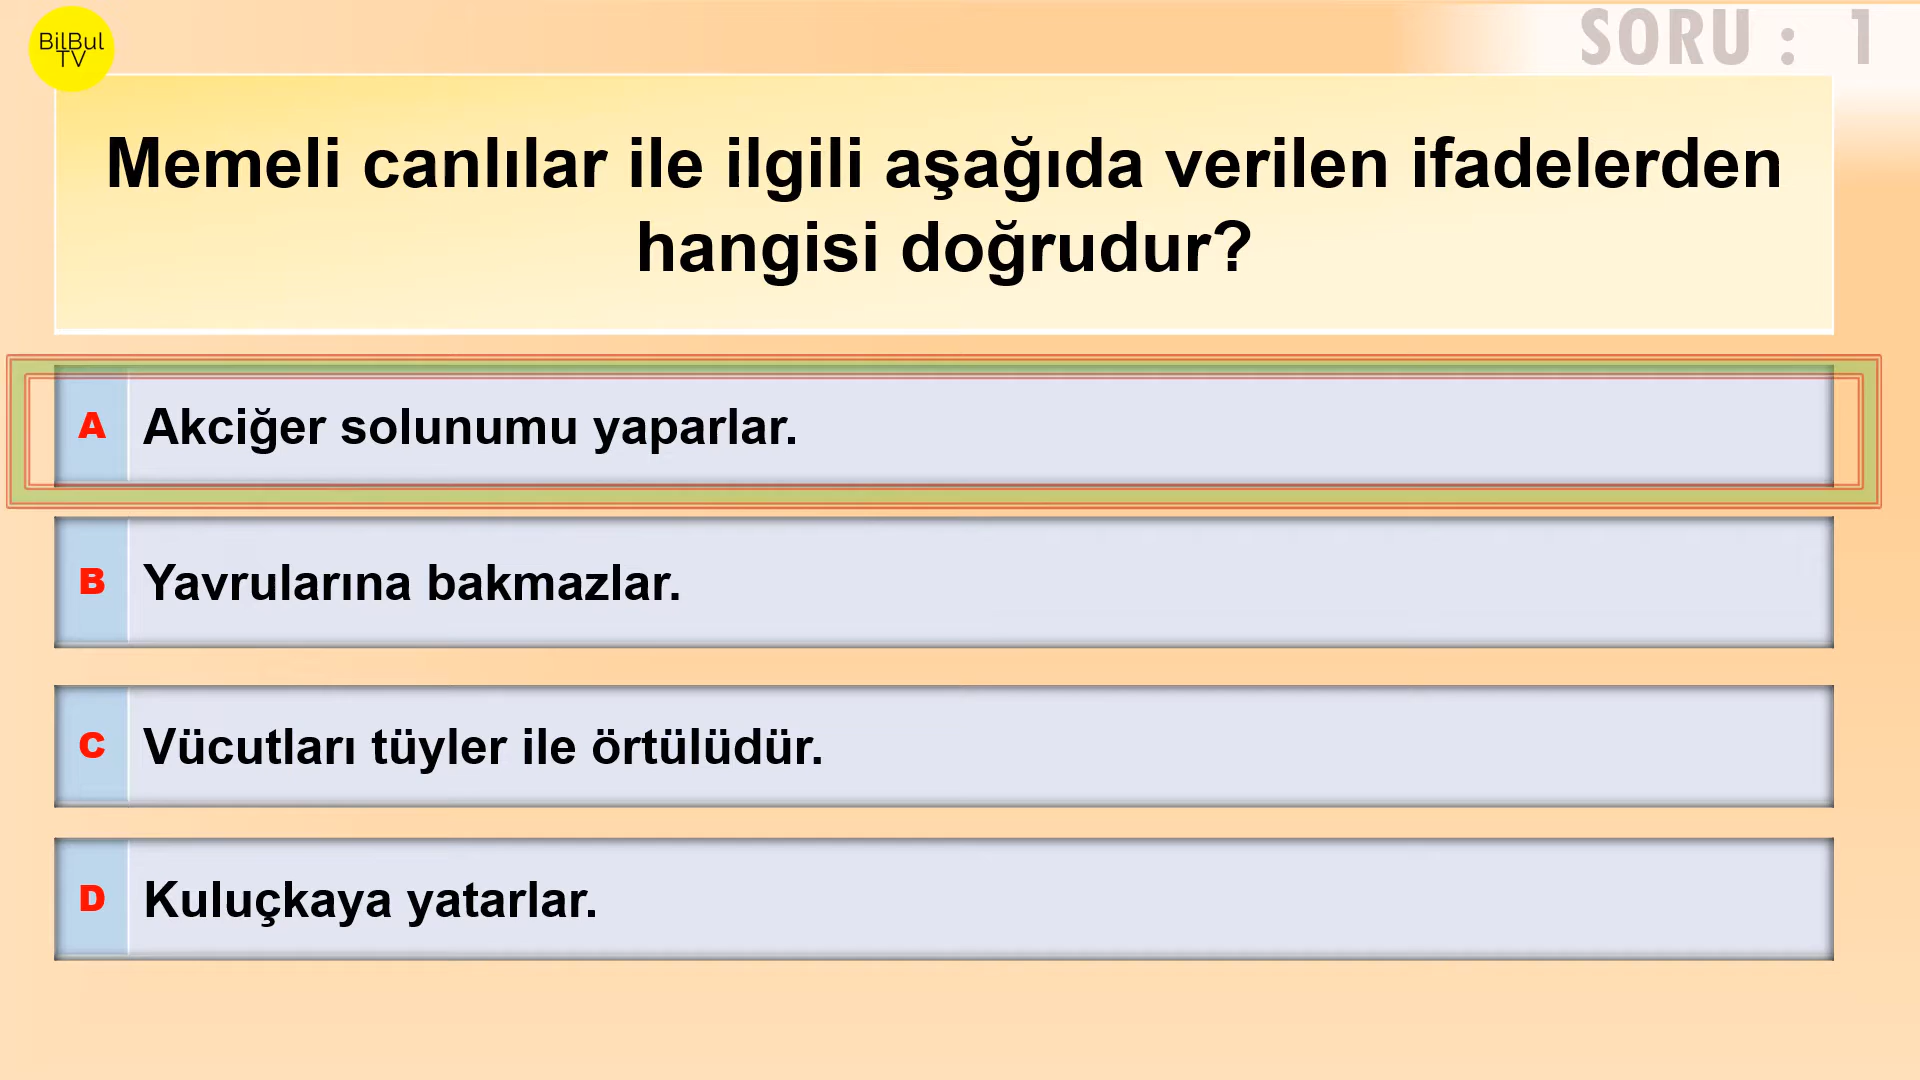 BilBul
TV
SORU : 1
Memeli canlılar ile ilgili aşağıda verilen ifadelerden
hangisi doğrudur?
A Akciğer solunumu yaparlar.
B Yavrularına bakmazlar.
C Vücutları tüyler ile örtülüdür.
D Kuluçkaya yatarlar.